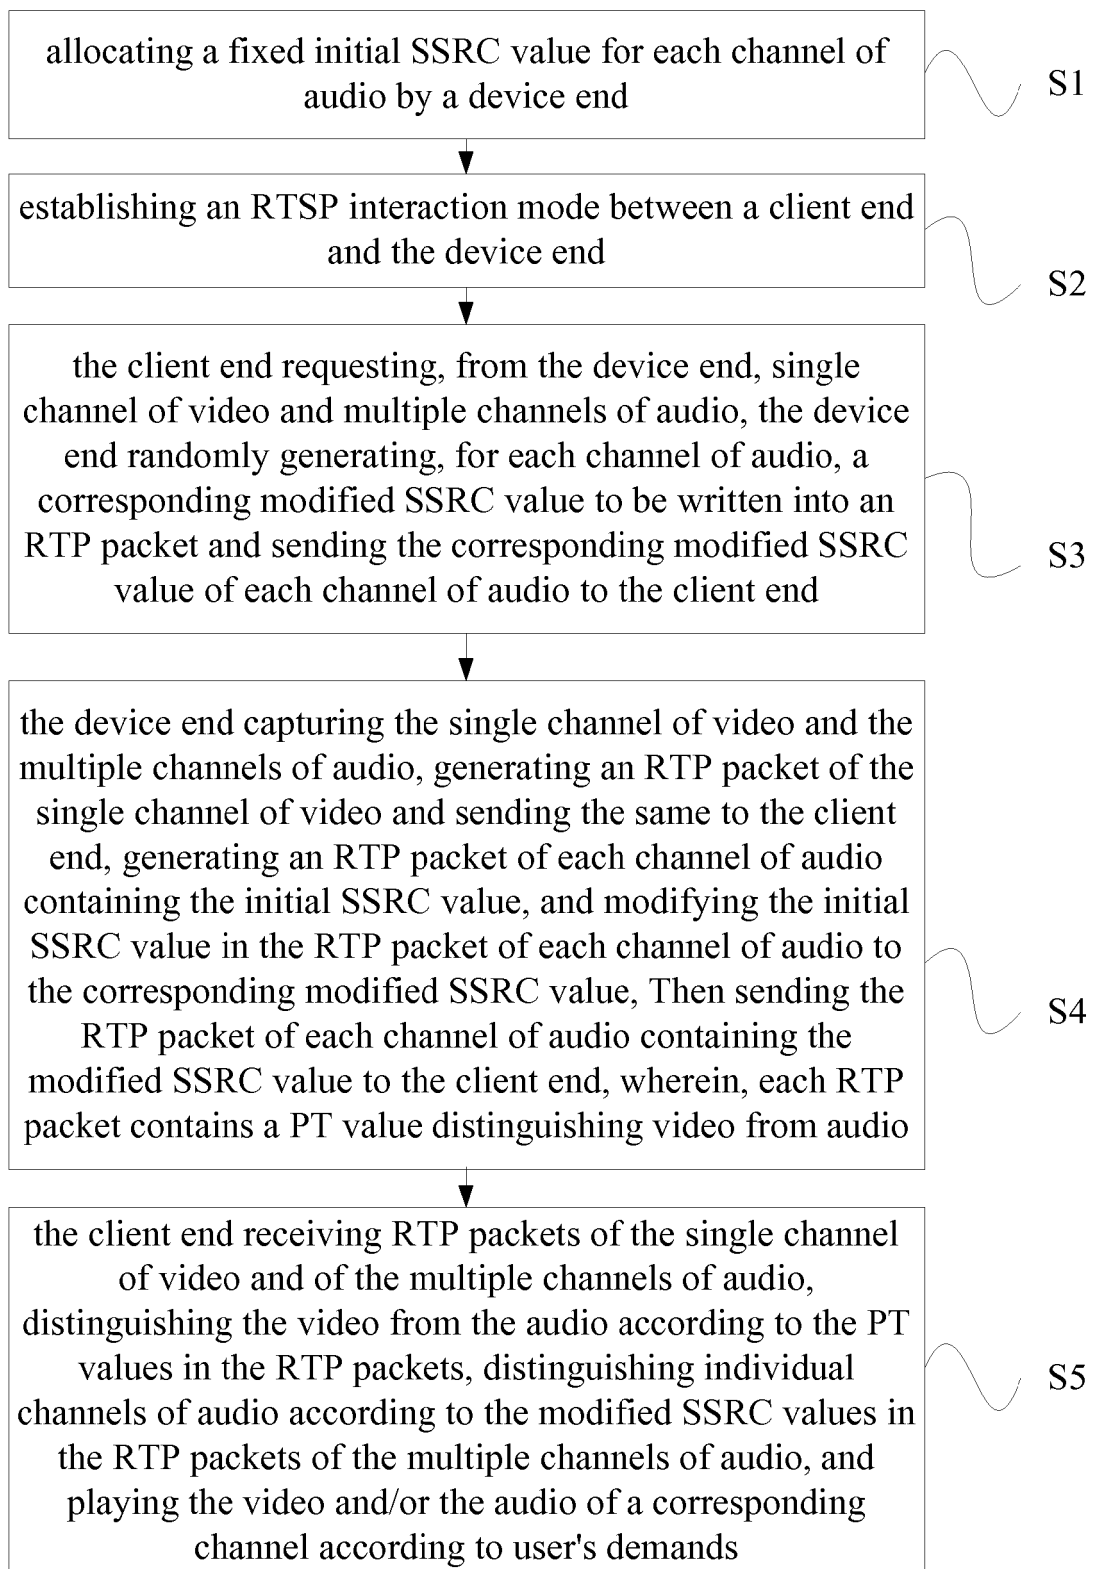 allocating a fixed initial SSRC value for each channel of
audio by a device end
S1
establishing an RTSP interaction mode between a client end
and the device end
S2
the client end requesting, from the device end, single
channel of video and multiple channels of audio, the device
end randomly generating, for each channel of audio, a
corresponding modified SSRC value to be written into an
RTP packet and sending the corresponding modified SSRC
value of each channel of audio to the client end
S3
the device end capturing the single channel of video and the
multiple channels of audio, generating an RTP packet of the
single channel of video and sending the same to the client
end, generating an RTP packet of each channel of audio
containing the initial SSRC value, and modifying the initial
SSRC value in the RTP packet of each channel of audio to
the corresponding modified SSRC value, Then sending the
RTP packet of each channel of audio containing the
modified SSRC value to the client end, wherein, each RTP
packet contains a PT value distinguishing video from audio
S4
the client end receiving RTP packets of the single channel
of video and of the multiple channels of audio,
distinguishing the video from the audio according to the PT
values in the RTP packets, distinguishing individual
channels of audio according to the modified SSRC values in
the RTP packets of the multiple channels of audio, and
playing the video and/or the audio of a corresponding
channel according to user's demands
S5